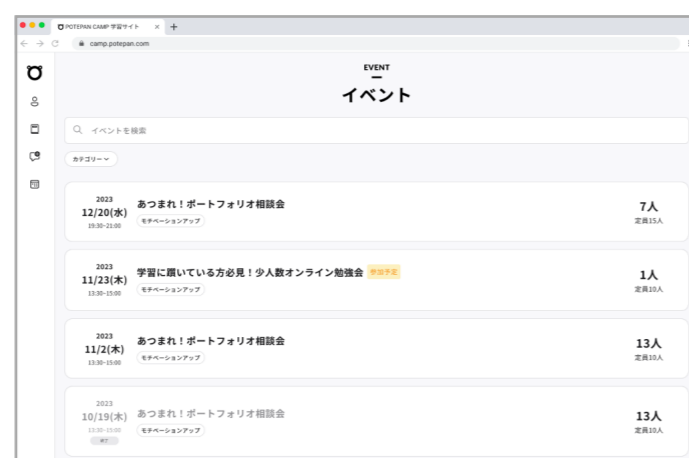 POTEPAN CAMP 学習サイト
camp.potepan.com
EVENT
イベント
イベントを検索
カテゴリー
2023
12/20(水)
19:30~21:00
あつまれ！ポートフォリオ相談会
モチベーションアップ
7人
定員15人
2023
11/23(木)
13:30~15:00
学習に躓いている方必見！少人数オンライン勉強会 参加予定
モチベーションアップ
1人
定員10人
2023
11/2(木)
13:30~15:00
あつまれ！ポートフォリオ相談会
モチベーションアップ
13人
定員10人
2023
10/19(木)
13:30~15:00
終了
あつまれ！ポートフォリオ相談会
モチベーションアップ
13人
定員10人